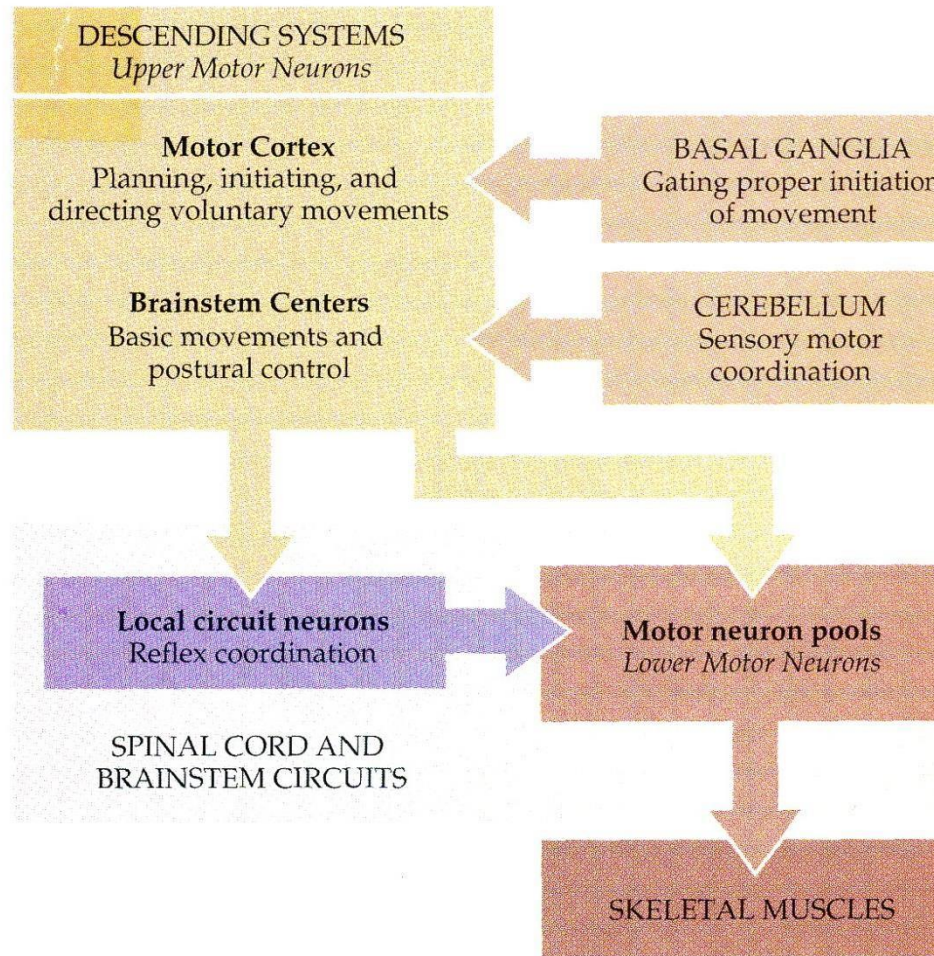 DESCENDING SYSTEMS
Upper Motor Neurons
Motor Cortex
Planning, initiating, and
directing voluntary movements
BASAL GANGLIA
Gating proper initiation
of movement
Brainstem Centers
Basic movements and
postural control
CEREBELLUM
Sensory motor
coordination
Local circuit neurons
Reflex coordination
Motor neuron pools
Lower Motor Neurons
SPINAL CORD AND
BRAINSTEM CIRCUITS
SKELETAL MUSCLES